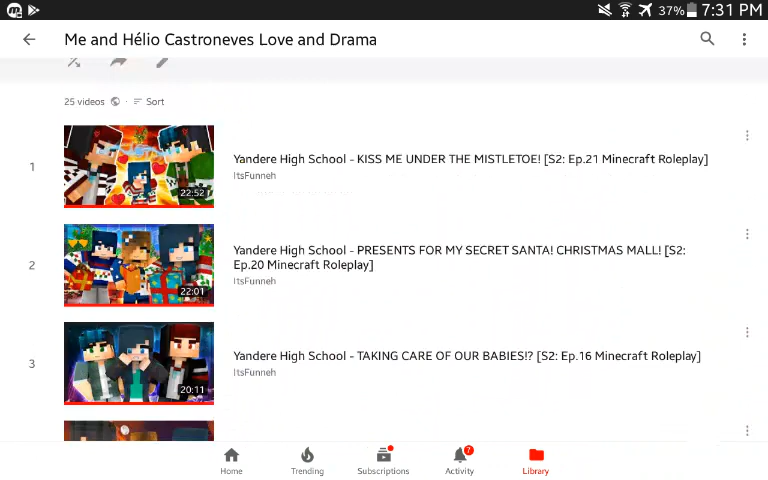 37% 7:31 PM
Me and Hélio Castroneves Love and Drama
25 videos · Sort
1
22:52
Yandere High School - KISS ME UNDER THE MISTLETOE! [S2: Ep.21 Minecraft Roleplay]
ItsFunneh
2
22:01
Yandere High School - PRESENTS FOR MY SECRET SANTA! CHRISTMAS MALL! [S2:
Ep.20 Minecraft Roleplay]
ItsFunneh
3
20:11
Yandere High School - TAKING CARE OF OUR BABIES!? [S2: Ep.16 Minecraft Roleplay]
ItsFunneh
7
Home Trending Subscriptions Activity Library